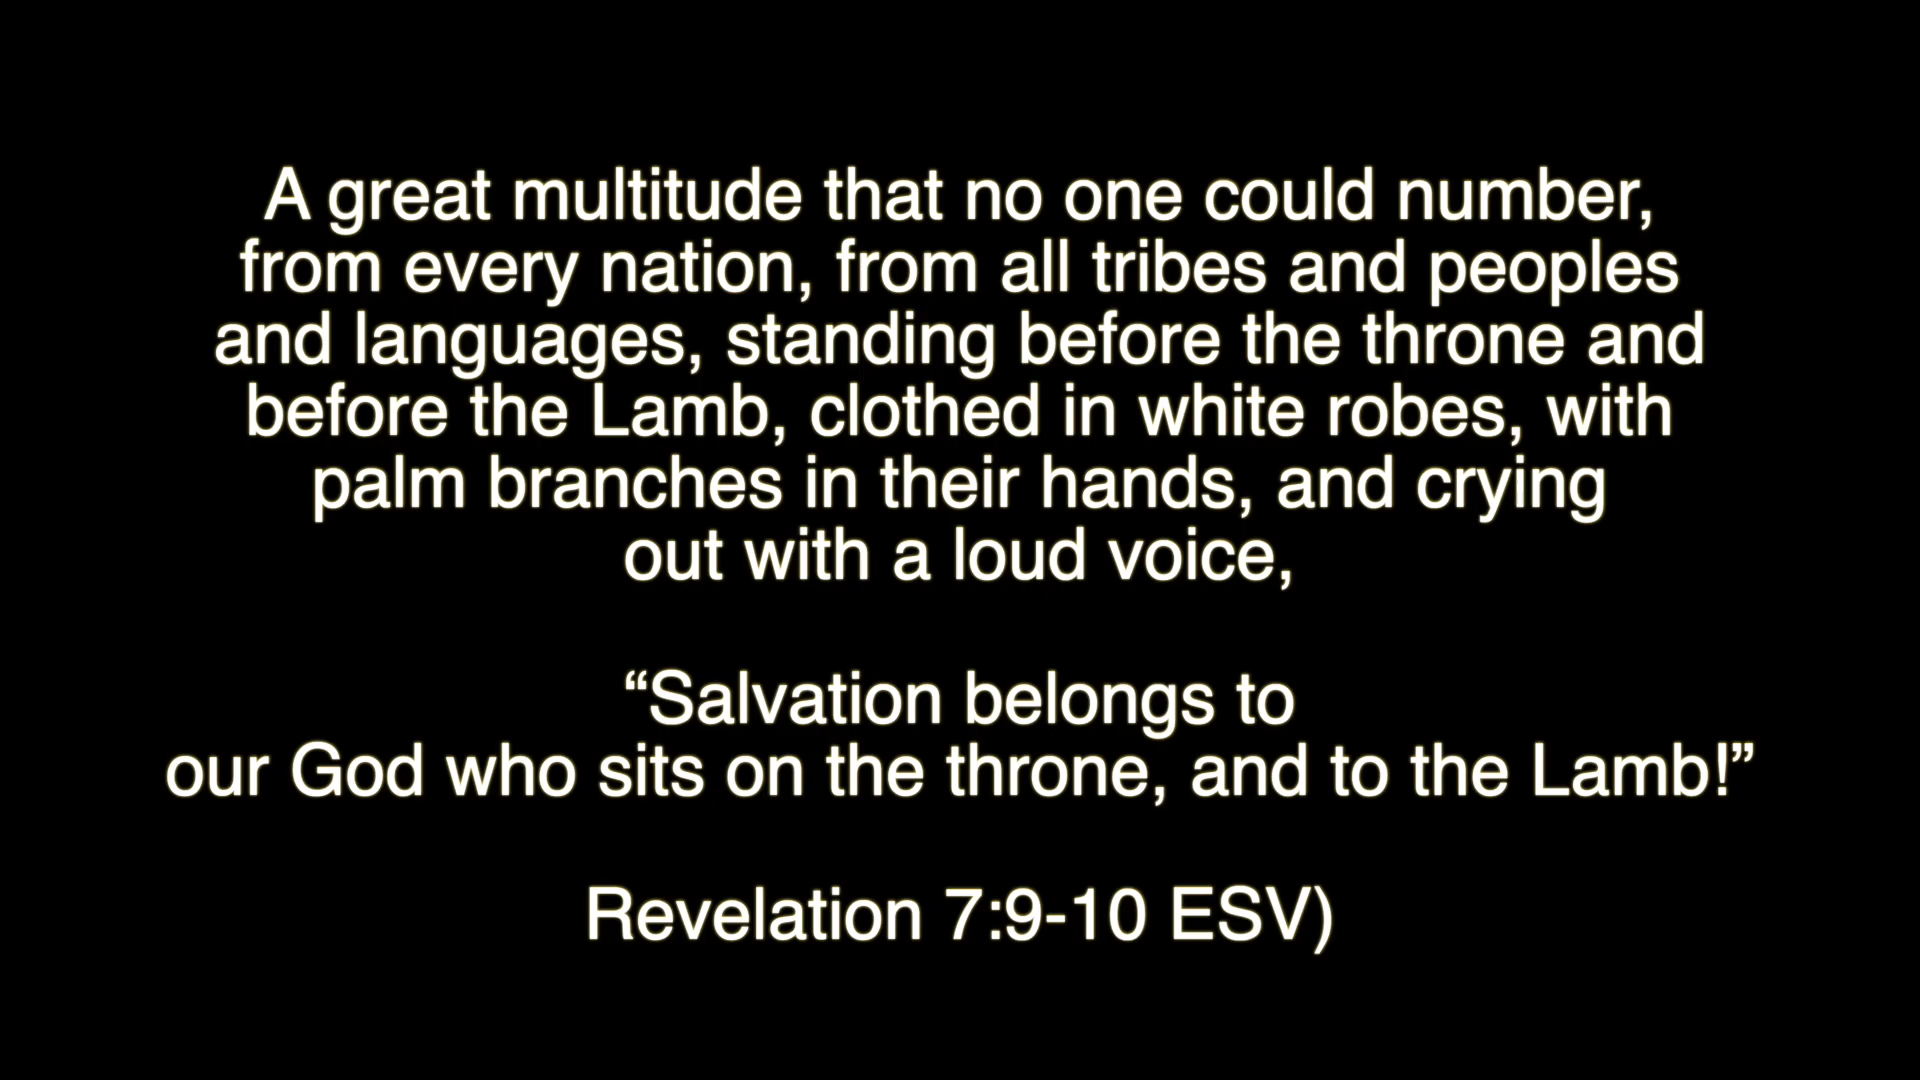 A great multitude that no one could number,
from every nation, from all tribes and peoples
and languages, standing before the throne and
before the Lamb, clothed in white robes, with
palm branches in their hands, and crying
out with a loud voice,
“Salvation belongs to
our God who sits on the throne, and to the Lamb!”
Revelation 7:9-10 ESV)